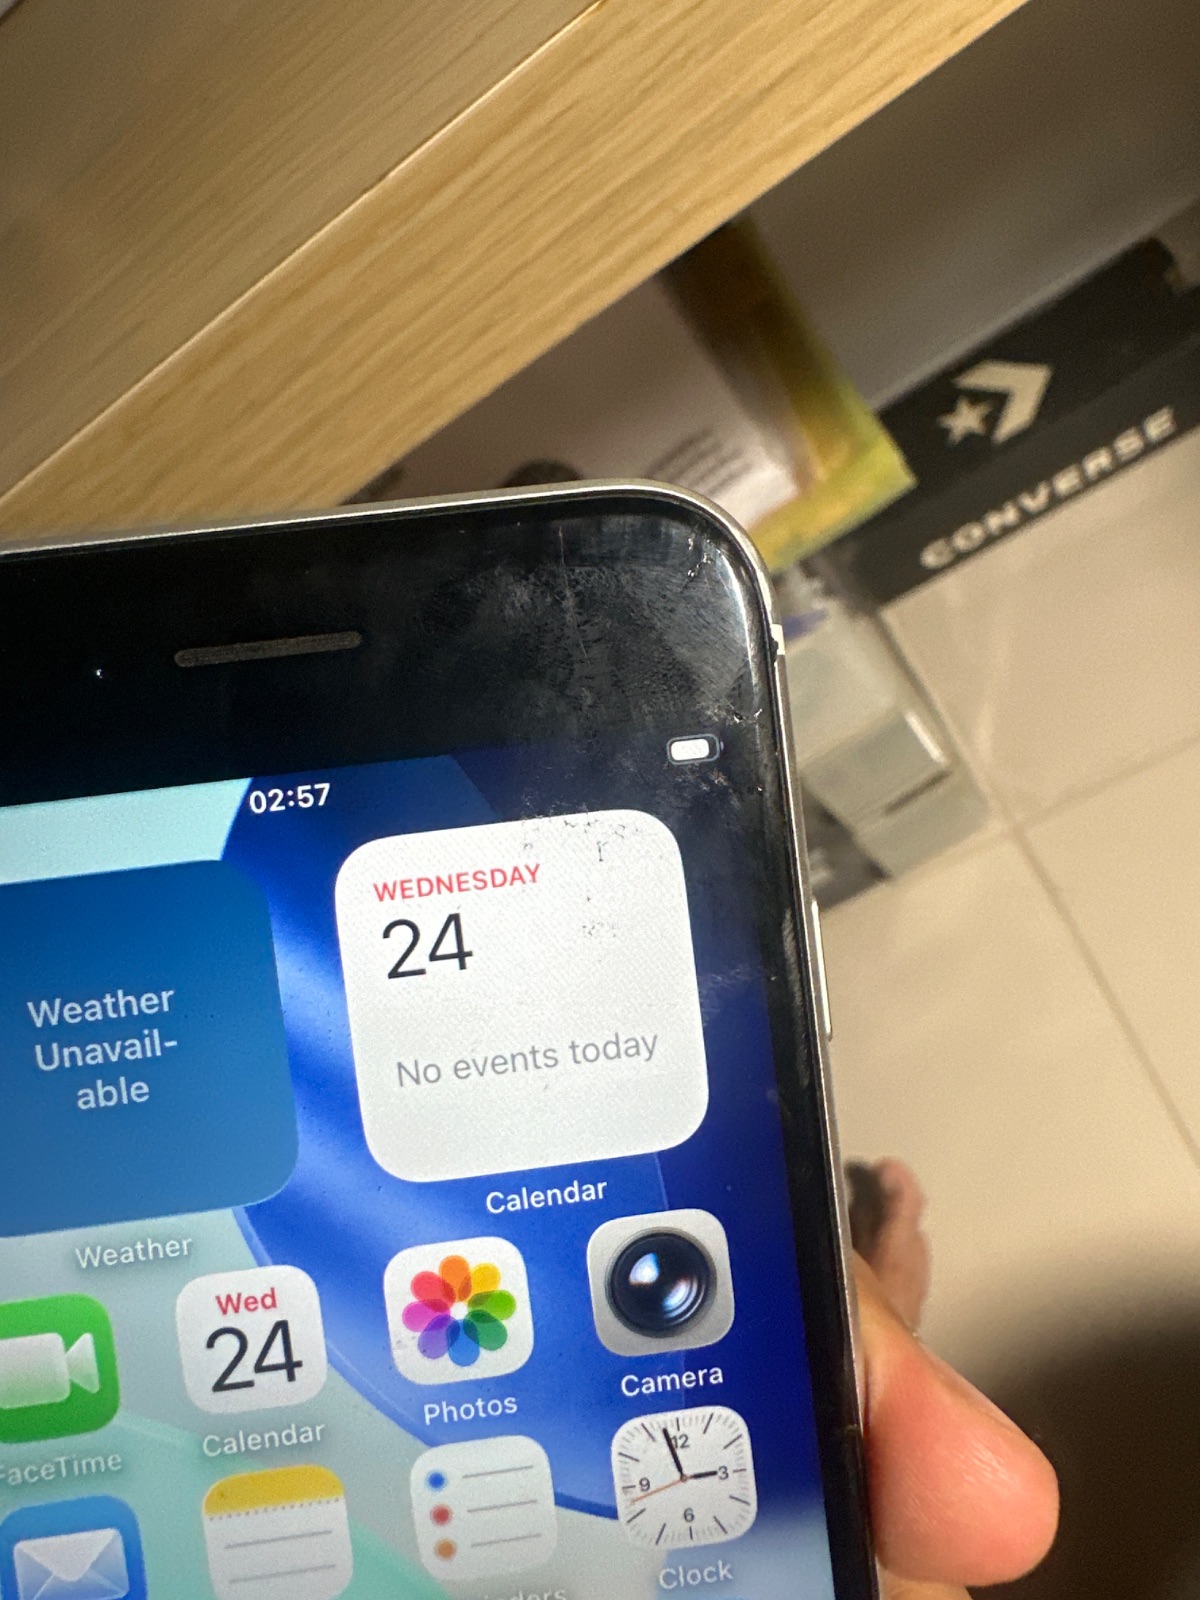 CONVERSE
02:57
WEDNESDAY
24
No events today
Calendar
Weather
Unavail-
able
Weather
Wed
24
Calendar
Photos
Camera
FaceTime
12
3
6
9
Clock